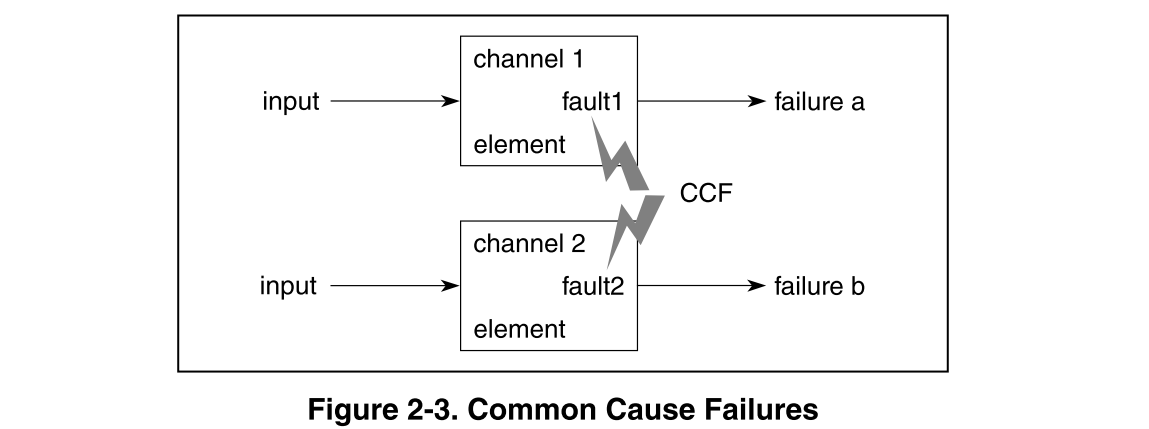 channel 1
input
fault1
failure a
element
CCF
channel 2
input
fault2
failure b
element
Figure 2-3. Common Cause Failures